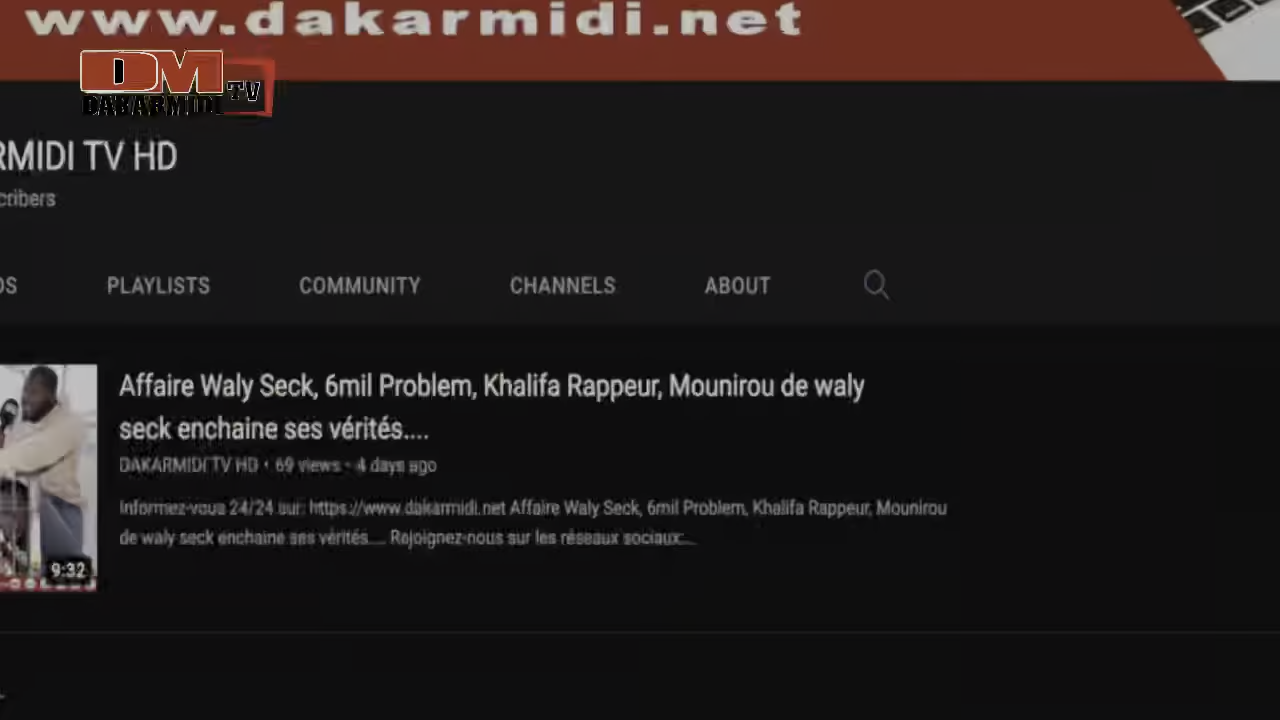 www.dakarmidi.net
DM
DAKARMIDI TV
RMIDI TV HD
cribers
OS PLAYLISTS COMMUNITY CHANNELS ABOUT
Affaire Waly Seck, 6mil Problem, Khalifa Rappeur, Mounirou de waly
seck enchaine ses vérités....
DAKARMIDI TV HD • 69 views • 4 days ago
Informez-vous 24/24 sur: https://www.dakarmidi.net Affaire Waly Seck, 6mil Problem, Khalifa Rappeur, Mounirou
de waly seck enchaine ses vérités.... Rejoignez-nous sur les réseaux sociaux:...
9:32